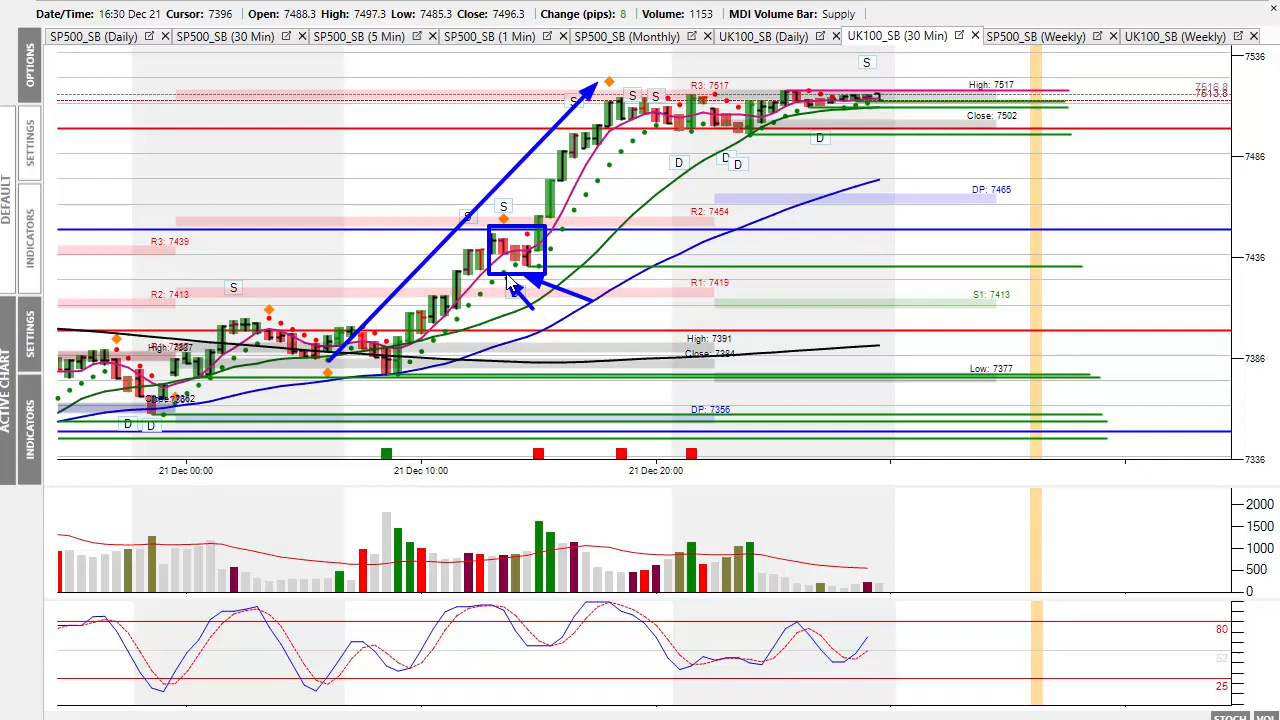 Date/Time: 16:30 Dec 21 Cursor: 7396 Open: 7488.3 High: 7497.3 Low: 7485.3 Close: 7496.3 Change (pips): 8 Volume: 1153 MDI Volume Bar: Supply
SP500_SB (Daily) SP500_SB (30 Min) SP500_SB (5 Min) SP500_SB (1 Min) SP500_SB (Monthly) UK100_SB (Daily) UK100_SB (30 Min) SP500_SB (Weekly) UK100_SB (Weekly)
OPTIONS
SETTINGS
DEFAULT
INDICATORS
SETTINGS
ACTIVE CHART
INDICATORS
7536
S
R3: 7517
High: 7517
S S S
Close: 7502
D
7486
D D D
DP: 7465
S S
R2: 7454
R3: 7439
7436
S
R2: 7413
R1: 7419
S1: 7413
High: 7391
Close: 7384
7386
Low: 7377
D D
DP: 7356
7336
21 Dec 00:00 21 Dec 10:00 21 Dec 20:00
2000
1500
1000
500
0
80
52
25
STOCH VOL